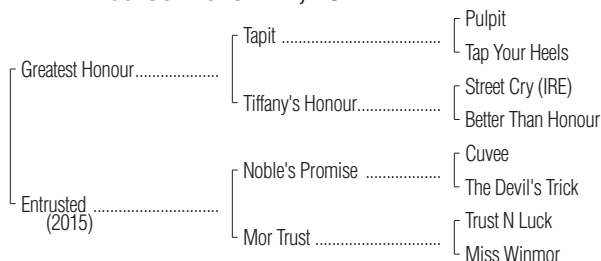 Pulpit
Tapit ........................................
Tap Your Heels
Greatest Honour.....................
Street Cry (IRE)
Tiffany's Honour.....................
Better Than Honour
Cuvee
Noble's Promise ..................
The Devil's Trick
Entrusted ................................
(2015)
Trust N Luck
Mor Trust ................................
Miss Winmor